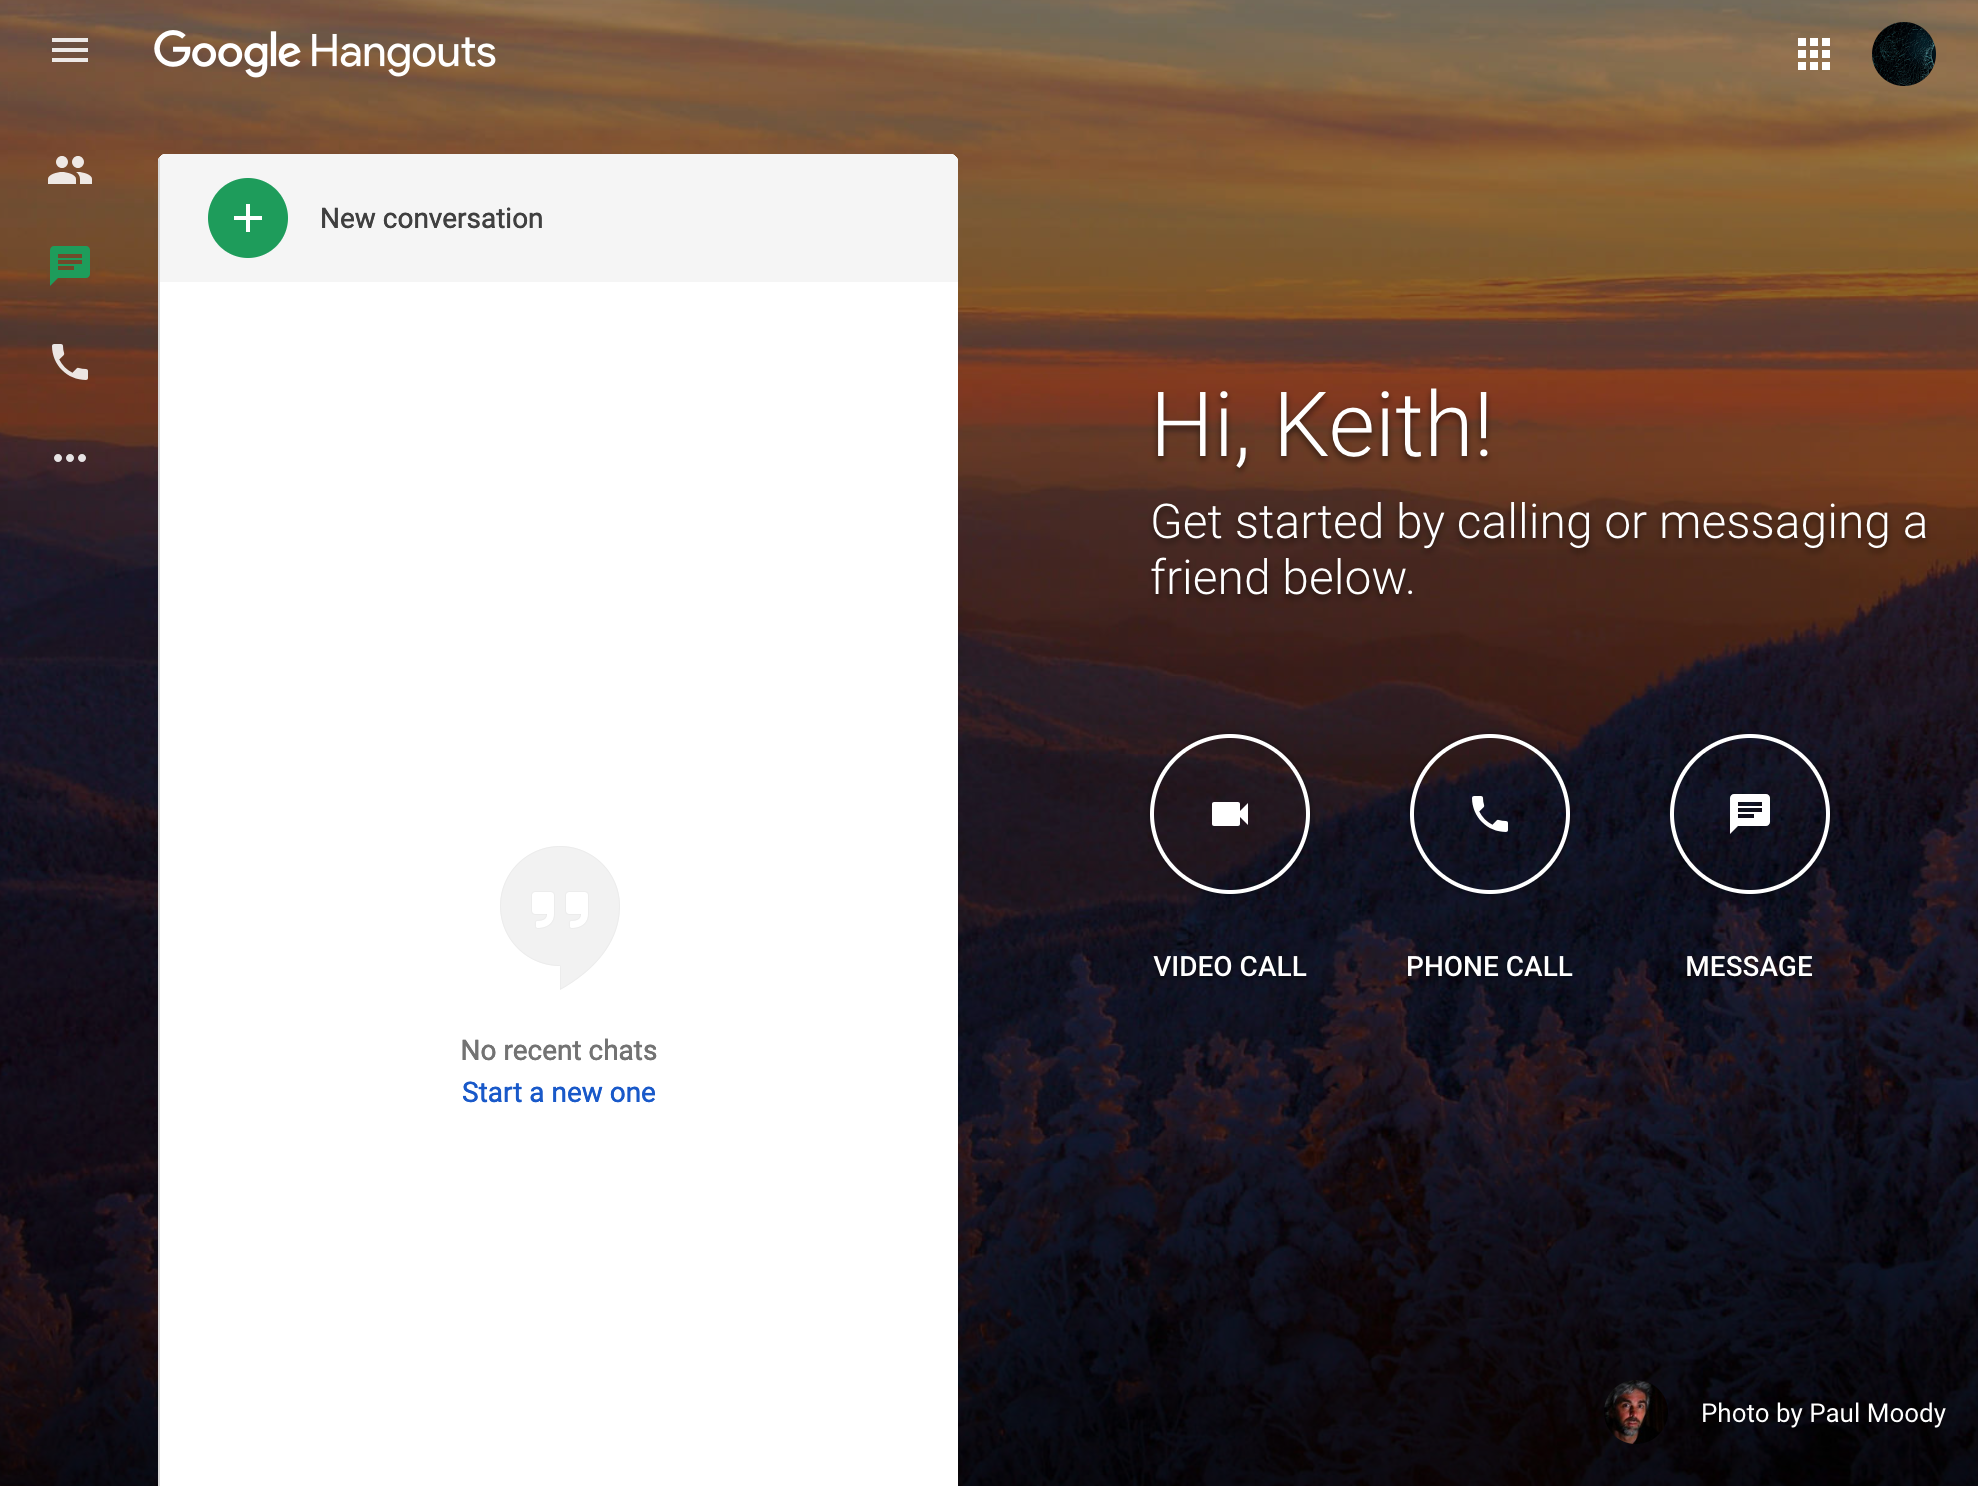 Google Hangouts
New conversation
Hi, Keith!
Get started by calling or messaging a
friend below.
VIDEO CALL
PHONE CALL
MESSAGE
No recent chats
Start a new one
Photo by Paul Moody